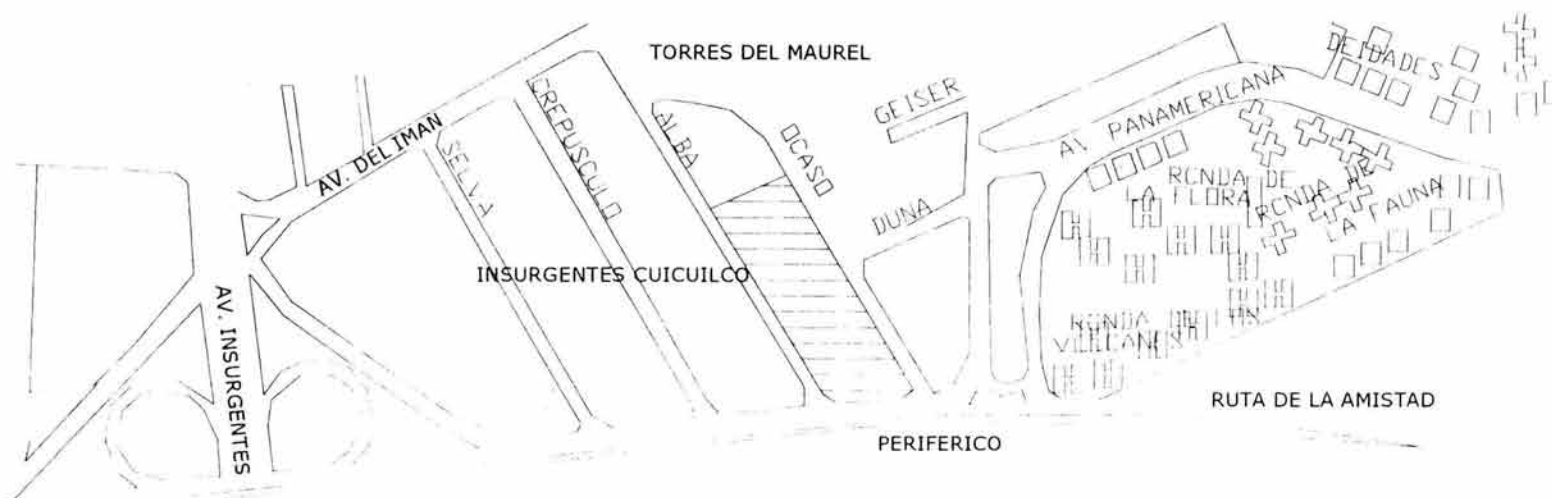 TORRES DEL MAUREL
DEIDADES
GEISER
AV. PANAMERICANA
CREPUSCULO
ALBA
OCASO
AV. DEL IMAN
SELVA
RONDA DE
LA FLORA
RONDA DE
LA FAUNA
DUNA
INSURGENTES CUICUILCO
AV. INSURGENTES
RONDA DE LOS
VOLCANES
RUTA DE LA AMISTAD
PERIFERICO